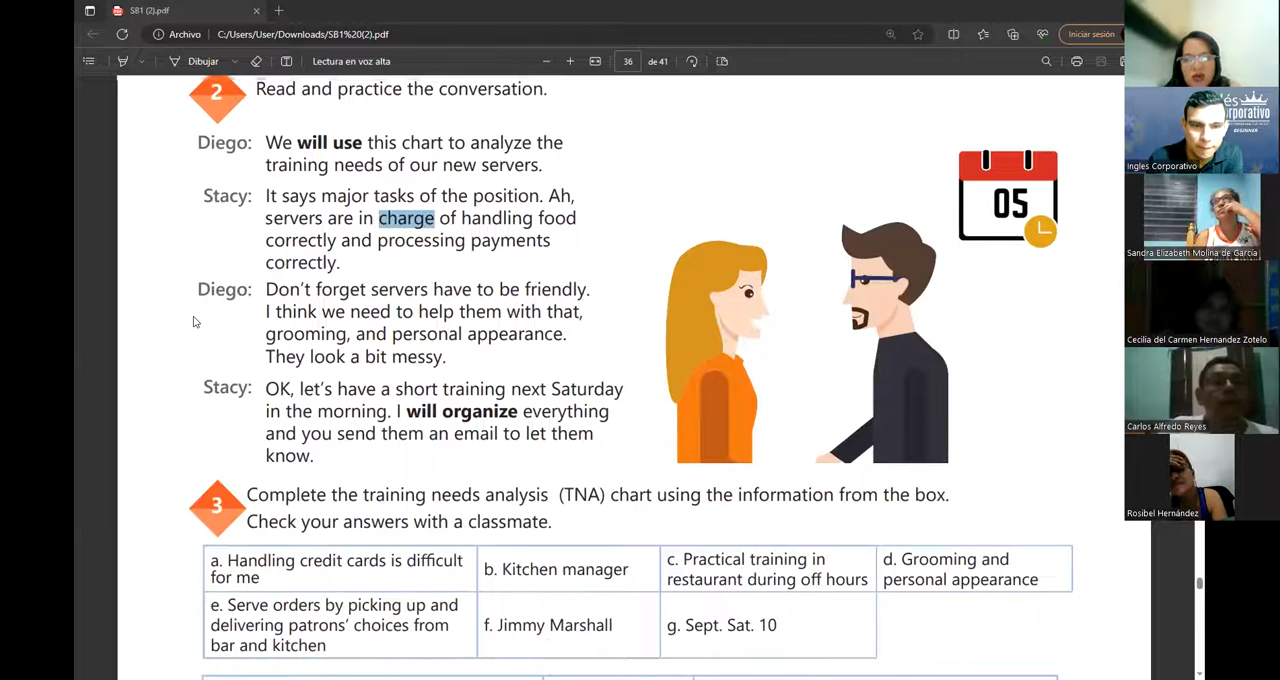 SB1 (2).pdf
Archivo
C:/Users/User/Downloads/SB1%20(2).pdf
Iniciar sesión
Dibujar
Lectura en voz alta
36
de 41
2
Read and practice the conversation.
Diego: We will use this chart to analyze the
training needs of our new servers.
Stacy: It says major tasks of the position. Ah,
servers are in charge of handling food
correctly and processing payments
correctly.
Diego: Don't forget servers have to be friendly.
I think we need to help them with that,
grooming, and personal appearance.
They look a bit messy.
Stacy: OK, let's have a short training next Saturday
in the morning. I will organize everything
and you send them an email to let them
know.
05
3
Complete the training needs analysis (TNA) chart using the information from the box.
Check your answers with a classmate.
a. Handling credit cards is difficult
for me
b. Kitchen manager
c. Practical training in
restaurant during off hours
d. Grooming and
personal appearance
e. Serve orders by picking up and
delivering patrons' choices from
bar and kitchen
f. Jimmy Marshall
g. Sept. Sat. 10
BEGINNER
Ingles Corporativo
Sandra Elizabeth Molina de García
Cecilia del Carmen Hernandez Zotelo
Carlos Alfredo Reyes
Rosibel Hernández